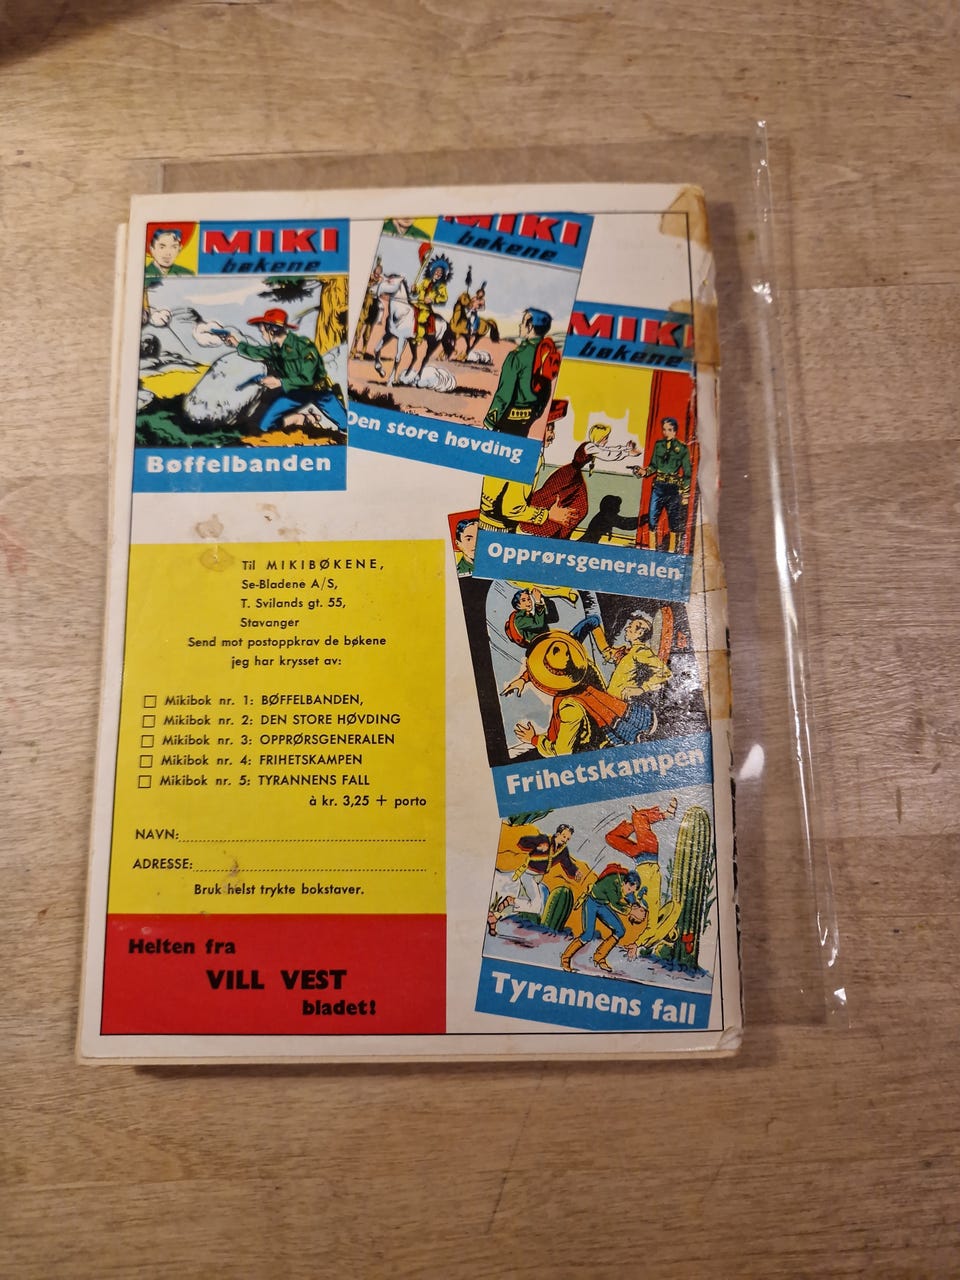 MIKI
bøkene
Bøffelbanden
MIKI
bøkene
Den store høvding
MIKI
bøkene
Opprørsgeneralen
Frihetskampen
Tyrannens fall
Til MIKIBØKENE,
Se-Bladene A/S,
T. Svilands gt. 55,
Stavanger
Send mot postoppkrav de bøkene
jeg har krysset av:
Mikibok nr. 1: BØFFELBANDEN,
Mikibok nr. 2: DEN STORE HØVDING
Mikibok nr. 3: OPPRØRSGENERALEN
Mikibok nr. 4: FRIHETSKAMPEN
Mikibok nr. 5: TYRANNENS FALL
à kr. 3,25 + porto
NAVN:
ADRESSE:
Bruk helst trykte bokstaver.
Helten fra
VILL VEST
bladet!